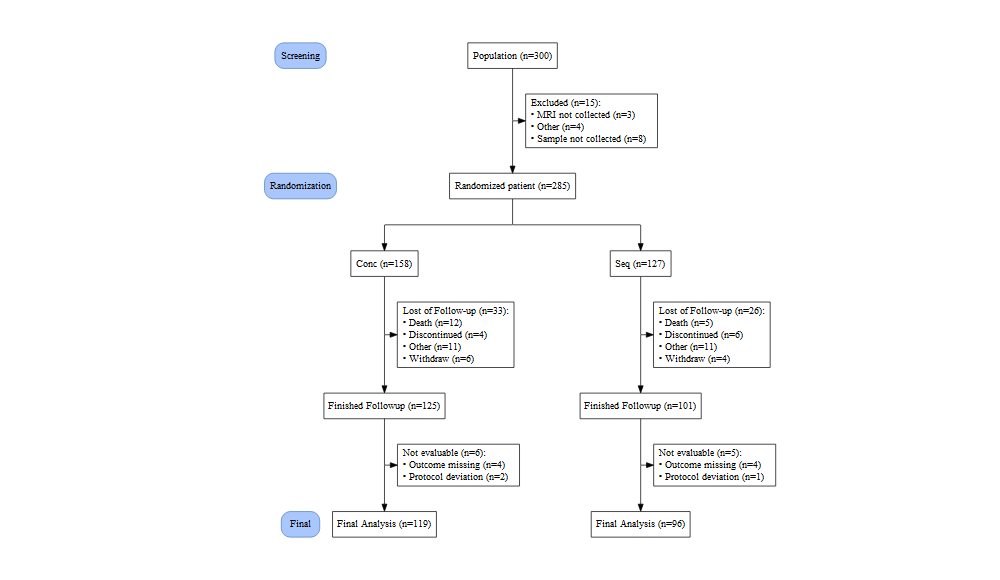 Screening
Population (n=300)
Excluded (n=15):
• MRI not collected (n=3)
• Other (n=4)
• Sample not collected (n=8)
Randomization
Randomized patient (n=285)
Conc (n=158)
Seq (n=127)
Lost of Follow-up (n=33):
• Death (n=12)
• Discontinued (n=4)
• Other (n=11)
• Withdraw (n=6)
Lost of Follow-up (n=26):
• Death (n=5)
• Discontinued (n=6)
• Other (n=11)
• Withdraw (n=4)
Finished Followup (n=125)
Finished Followup (n=101)
Not evaluable (n=6):
• Outcome missing (n=4)
• Protocol deviation (n=2)
Not evaluable (n=5):
• Outcome missing (n=4)
• Protocol deviation (n=1)
Final
Final Analysis (n=119)
Final Analysis (n=96)